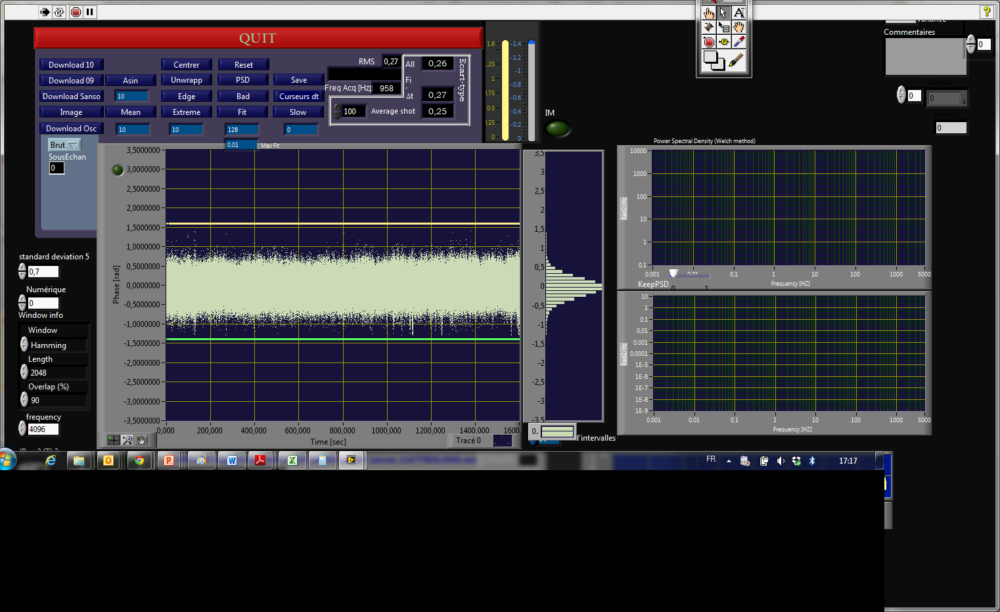 QUIT
Download 10
Centrer
Reset
RMS 0,27
Download 09
Asin
Unwrapp
PSD
Save
Freq Acq [Hz]: 958
Download Sanso
10
Edge
Bad
Curseurs dt
Image
Mean
Extreme
Fit
Slow
100 Average shot
Download Osc
10
10
128
0
0,01 Max Fit
All 0,26
Fi
Δt 0,27
0,25
Ecart-type
1,6
1,25
1
0,75
0,5
0,25
0
-1,4
-1,2
-1
-0,8
-0,6
-0,4
-0,2
0
IM
Commentaires
0
Tableau
0
0 s
0
Brut
SousEchan
0
standard deviation 5
0,7
Numérique
0
Window info
Window
Hamming
Length
2048
Overlap (%)
90
frequency
4096
3,5000000
3,0000000
2,5000000
2,0000000
1,5000000
1,0000000
0,5000000
0,0000000
-0,5000000
-1,0000000
-1,5000000
-2,0000000
-2,5000000
-3,0000000
-3,5000000
Phase [rad]
0,000 200,000 400,000 600,000 800,000 1000,000 1200,000 1400,000 1600
Time [sec]
Tracé 0
3,5
3
2,5
2
1,5
1
0,5
0
-0,5
-1
-1,5
-2
-2,5
-3
-3,5
0.
d'intervalles
Power Spectral Density (Welch method)
10000
1000
100
10
1
0,1
Rad2/Hz
0,001 0,01 0,1 1 10 100 1000 5000
Frequency [HZ]
KeepPSD
0 1
10
1
0,1
0,01
0,001
0,0001
1E-5
1E-6
1E-7
1E-8
1E-9
Rad2/Hz
0,001 0,01 0,1 1 10 100 1000 5000
Frequency [HZ]
FR
17:17